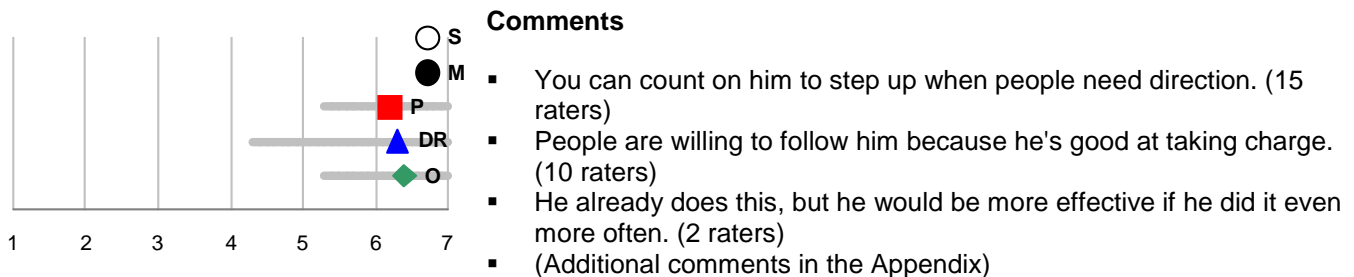 S
M
P
DR
O
1 2 3 4 5 6 7
Comments
▪ You can count on him to step up when people need direction. (15
raters)
▪ People are willing to follow him because he's good at taking charge.
(10 raters)
▪ He already does this, but he would be more effective if he did it even
more often. (2 raters)
▪ (Additional comments in the Appendix)